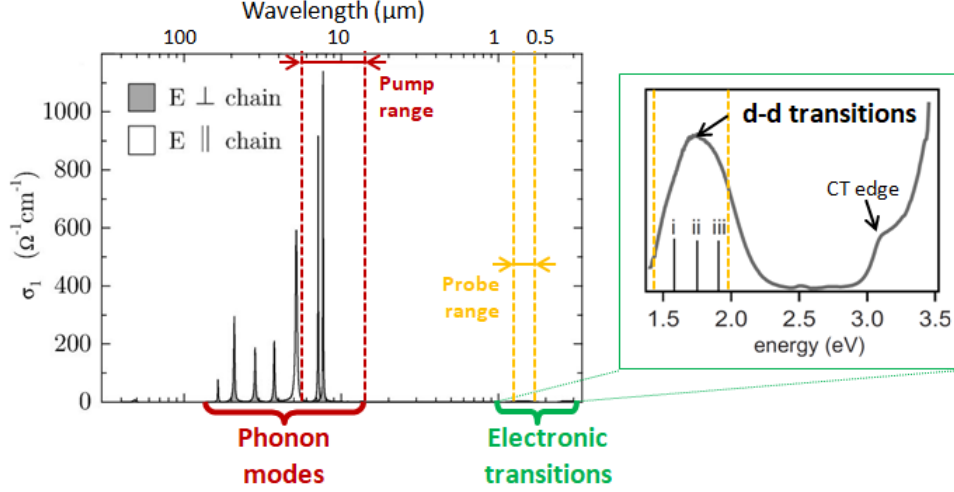 Wavelength (µm)
100 10 1 0.5
E ⊥ chain
E ∥ chain
Pump
range
1000
800
600
400
200
0
σ₁ (Ω⁻¹cm⁻¹)
Probe
range
Phonon
modes
Electronic
transitions
d-d transitions
CT edge
i ii iii
1.5 2.0 2.5 3.0 3.5
energy (eV)